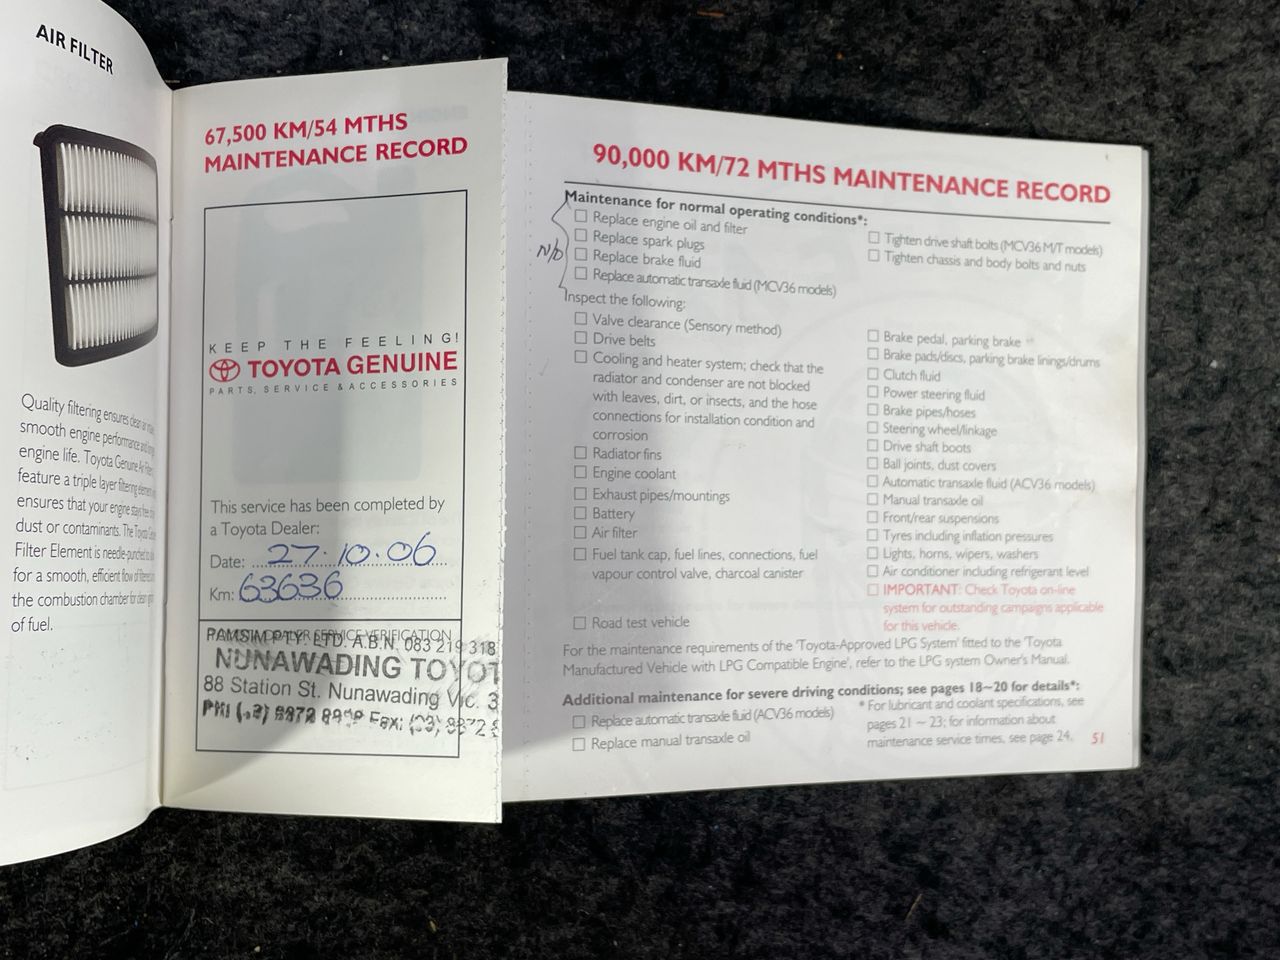 AIR FILTER
Quality filtering ensures clean air
smooth engine performance and
engine life. Toyota Genuine Air
feature a triple layer filtering element
ensures that your engine stays free
dust or contaminants. The Toyota
Filter Element is needle-punched
for a smooth, efficient flow of
the combustion chamber for
of fuel.
67,500 KM/54 MTHS
MAINTENANCE RECORD
KEEP THE FEELING!
TOYOTA GENUINE
PARTS, SERVICE & ACCESSORIES
This service has been completed by
a Toyota Dealer:
Date: 27.10.06
Km: 63636
SERVICE VERIFICATION
PAMSIM PTY. LTD. A.B.N. 083 219 318
NUNAWADING TOYOT
88 Station St. Nunawading Vic. 3
90,000 KM/72 MTHS MAINTENANCE RECORD
Maintenance for normal operating conditions*:
N/D
Replace engine oil and filter
Replace spark plugs
Replace brake fluid
Replace automatic transaxle fluid (MCV36 models)
Tighten drive shaft bolts (MCV36 M/T models)
Tighten chassis and body bolts and nuts
Inspect the following:
Valve clearance (Sensory method)
Drive belts
Cooling and heater system; check that the
radiator and condenser are not blocked
with leaves, dirt, or insects, and the hose
connections for installation condition and
corrosion
Radiator fins
Engine coolant
Exhaust pipes/mountings
Battery
Air filter
Fuel tank cap, fuel lines, connections, fuel
vapour control valve, charcoal canister
Road test vehicle
Brake pedal, parking brake
Brake pads/discs, parking brake linings/drums
Clutch fluid
Power steering fluid
Brake pipes/hoses
Steering wheel/linkage
Drive shaft boots
Ball joints, dust covers
Automatic transaxle fluid (ACV36 models)
Manual transaxle oil
Front/rear suspensions
Tyres including inflation pressures
Lights, horns, wipers, washers
Air conditioner including refrigerant level
IMPORTANT: Check Toyota on-line
system for outstanding campaigns applicable
for this vehicle.
For the maintenance requirements of the 'Toyota-Approved LPG System' fitted to the 'Toyota
Manufactured Vehicle with LPG Compatible Engine', refer to the LPG system Owner's Manual.
Additional maintenance for severe driving conditions; see pages 18~20 for details*:
Replace automatic transaxle fluid (ACV36 models)
Replace manual transaxle oil
* For lubricant and coolant specifications, see
pages 21 ~ 23; for information about
maintenance service times, see page 24.
51